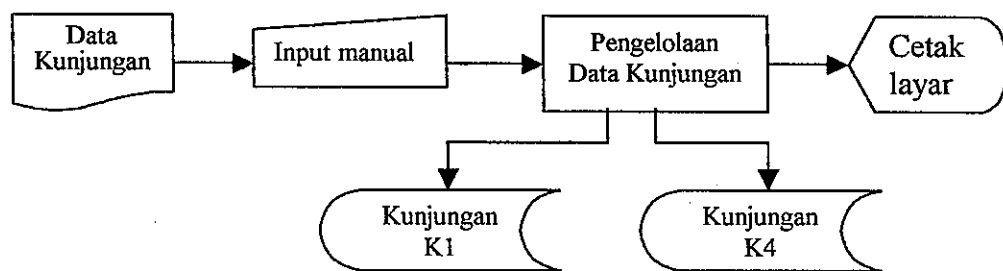 Data
Kunjungan
Input manual
Pengelolaan
Data Kunjungan
Cetak
layar
Kunjungan
K1
Kunjungan
K4